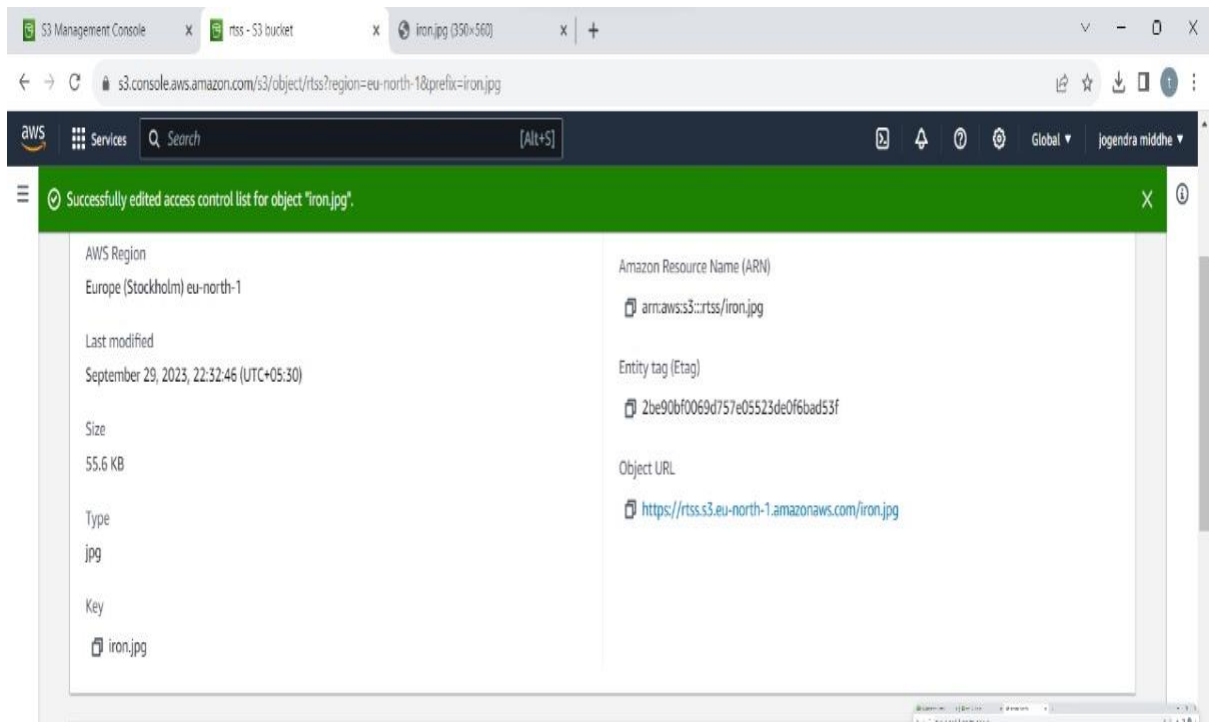 S3 Management Console
rtss - S3 bucket
iron.jpg (350×560)
s3.console.aws.amazon.com/s3/object/rtss?region=eu-north-1&prefix=iron.jpg
aws
Services
Search
[Alt+S]
Global
jogendra middhe
Successfully edited access control list for object "iron.jpg".
AWS Region
Europe (Stockholm) eu-north-1
Last modified
September 29, 2023, 22:32:46 (UTC+05:30)
Size
55.6 KB
Type
jpg
Key
iron.jpg
Amazon Resource Name (ARN)
arn:aws:s3:::rtss/iron.jpg
Entity tag (Etag)
2be90bf0069d757e05523de0f6bad53f
Object URL
https://rtss.s3.eu-north-1.amazonaws.com/iron.jpg